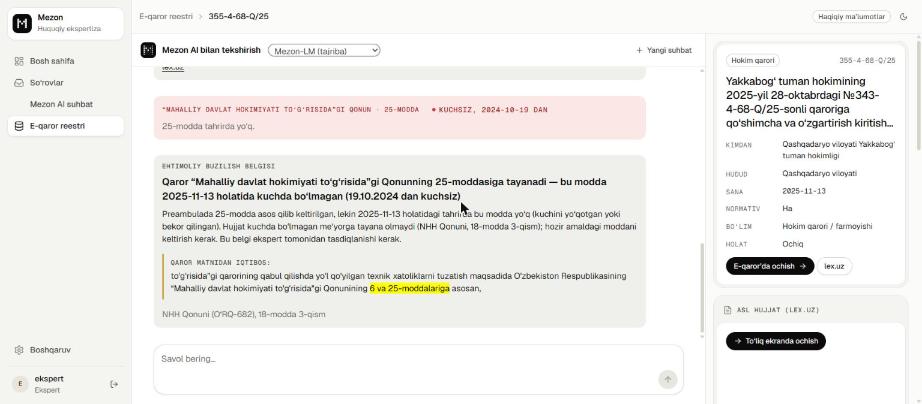 Mezon
Huquqiy ekspertiza
Bosh sahifa
So‘rovlar
Mezon AI suhbat
E-qaror reestri
Boshqaruv
E
ekspert
Ekspert
E-qaror reestri > 355-4-68-Q/25
Haqiqiy ma’lumotlar
Mezon AI bilan tekshirish
Mezon-LM (tajriba)
+ Yangi suhbat
lex.uz
“MAHALLIY DAVLAT HOKIMIYATI TO‘G‘RISIDA”GI QONUN · 25-MODDA
KUCHSIZ, 2024-10-19 DAN
25-modda tahrirda yo‘q.
EHTIMOLIY BUZILISH BELGISI
Qaror “Mahalliy davlat hokimiyati to‘g‘risida”gi Qonunning 25-moddasiga tayanadi — bu modda
2025-11-13 holatida kuchda bo‘lmagan (19.10.2024 dan kuchsiz)
Preambulada 25-modda asos qilib keltirilgan, lekin 2025-11-13 holatidagi tahrirda bu modda yo‘q (kuchini yo‘qotgan yoki
bekor qilingan). Hujjat kuchda bo‘lmagan me’yorga tayana olmaydi (NHH Qonuni, 18-modda 3-qism); hozir amaldagi moddani
keltirish kerak. Bu belgi ekspert tomonidan tasdiqlanishi kerak.
QAROR MATNIDAN IQTIBOS:
to‘g‘risida”gi qarorining qabul qilishda yo‘l qo‘yilgan texnik xatoliklarni tuzatish maqsadida O‘zbekiston Respublikasining
“Mahalliy davlat hokimiyati to‘g‘risida”gi Qonunining 6 va 25-moddalariga asosan,
NHH Qonuni (O‘RQ-682), 18-modda 3-qism
Savol bering...
Hokim qarori
355-4-68-Q/25
Yakkabog‘ tuman hokimining
2025-yil 28-oktabrdagi №343-
4-68-Q/25-sonli qaroriga
qo‘shimcha va o‘zgartirish kiritish...
KIMDAN Qashqadaryo viloyati Yakkabog‘
tuman hokimligi
HUDUD Qashqadaryo viloyati
SANA 2025-11-13
NORMATIV Ha
BO‘LIM Hokim qarori / farmoyishi
HOLAT Ochiq
E-qaror’da ochish →
lex.uz
ASL HUJJAT (LEX.UZ)
→ To‘liq ekranda ochish